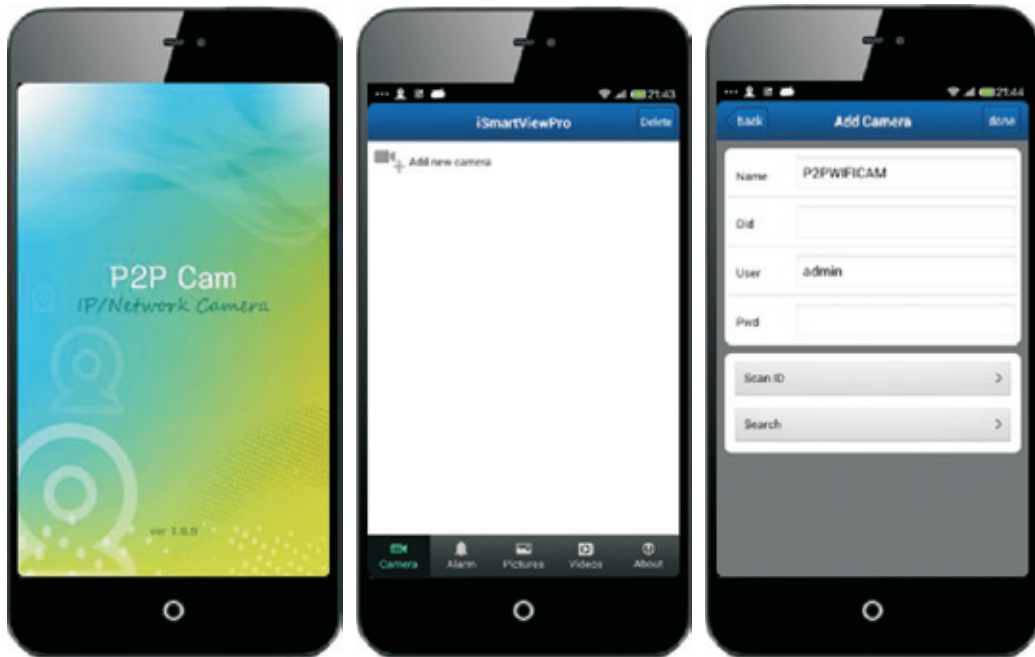 P2P Cam
IP/Network Camera
ver 1.0.0
21:43
iSmartViewPro
Delete
Add new camera
Camera
Alarm
Pictures
Videos
About
21:44
back
Add Camera
done
Name
P2PWIFICAM
Did
User
admin
Pwd
Scan ID
Search